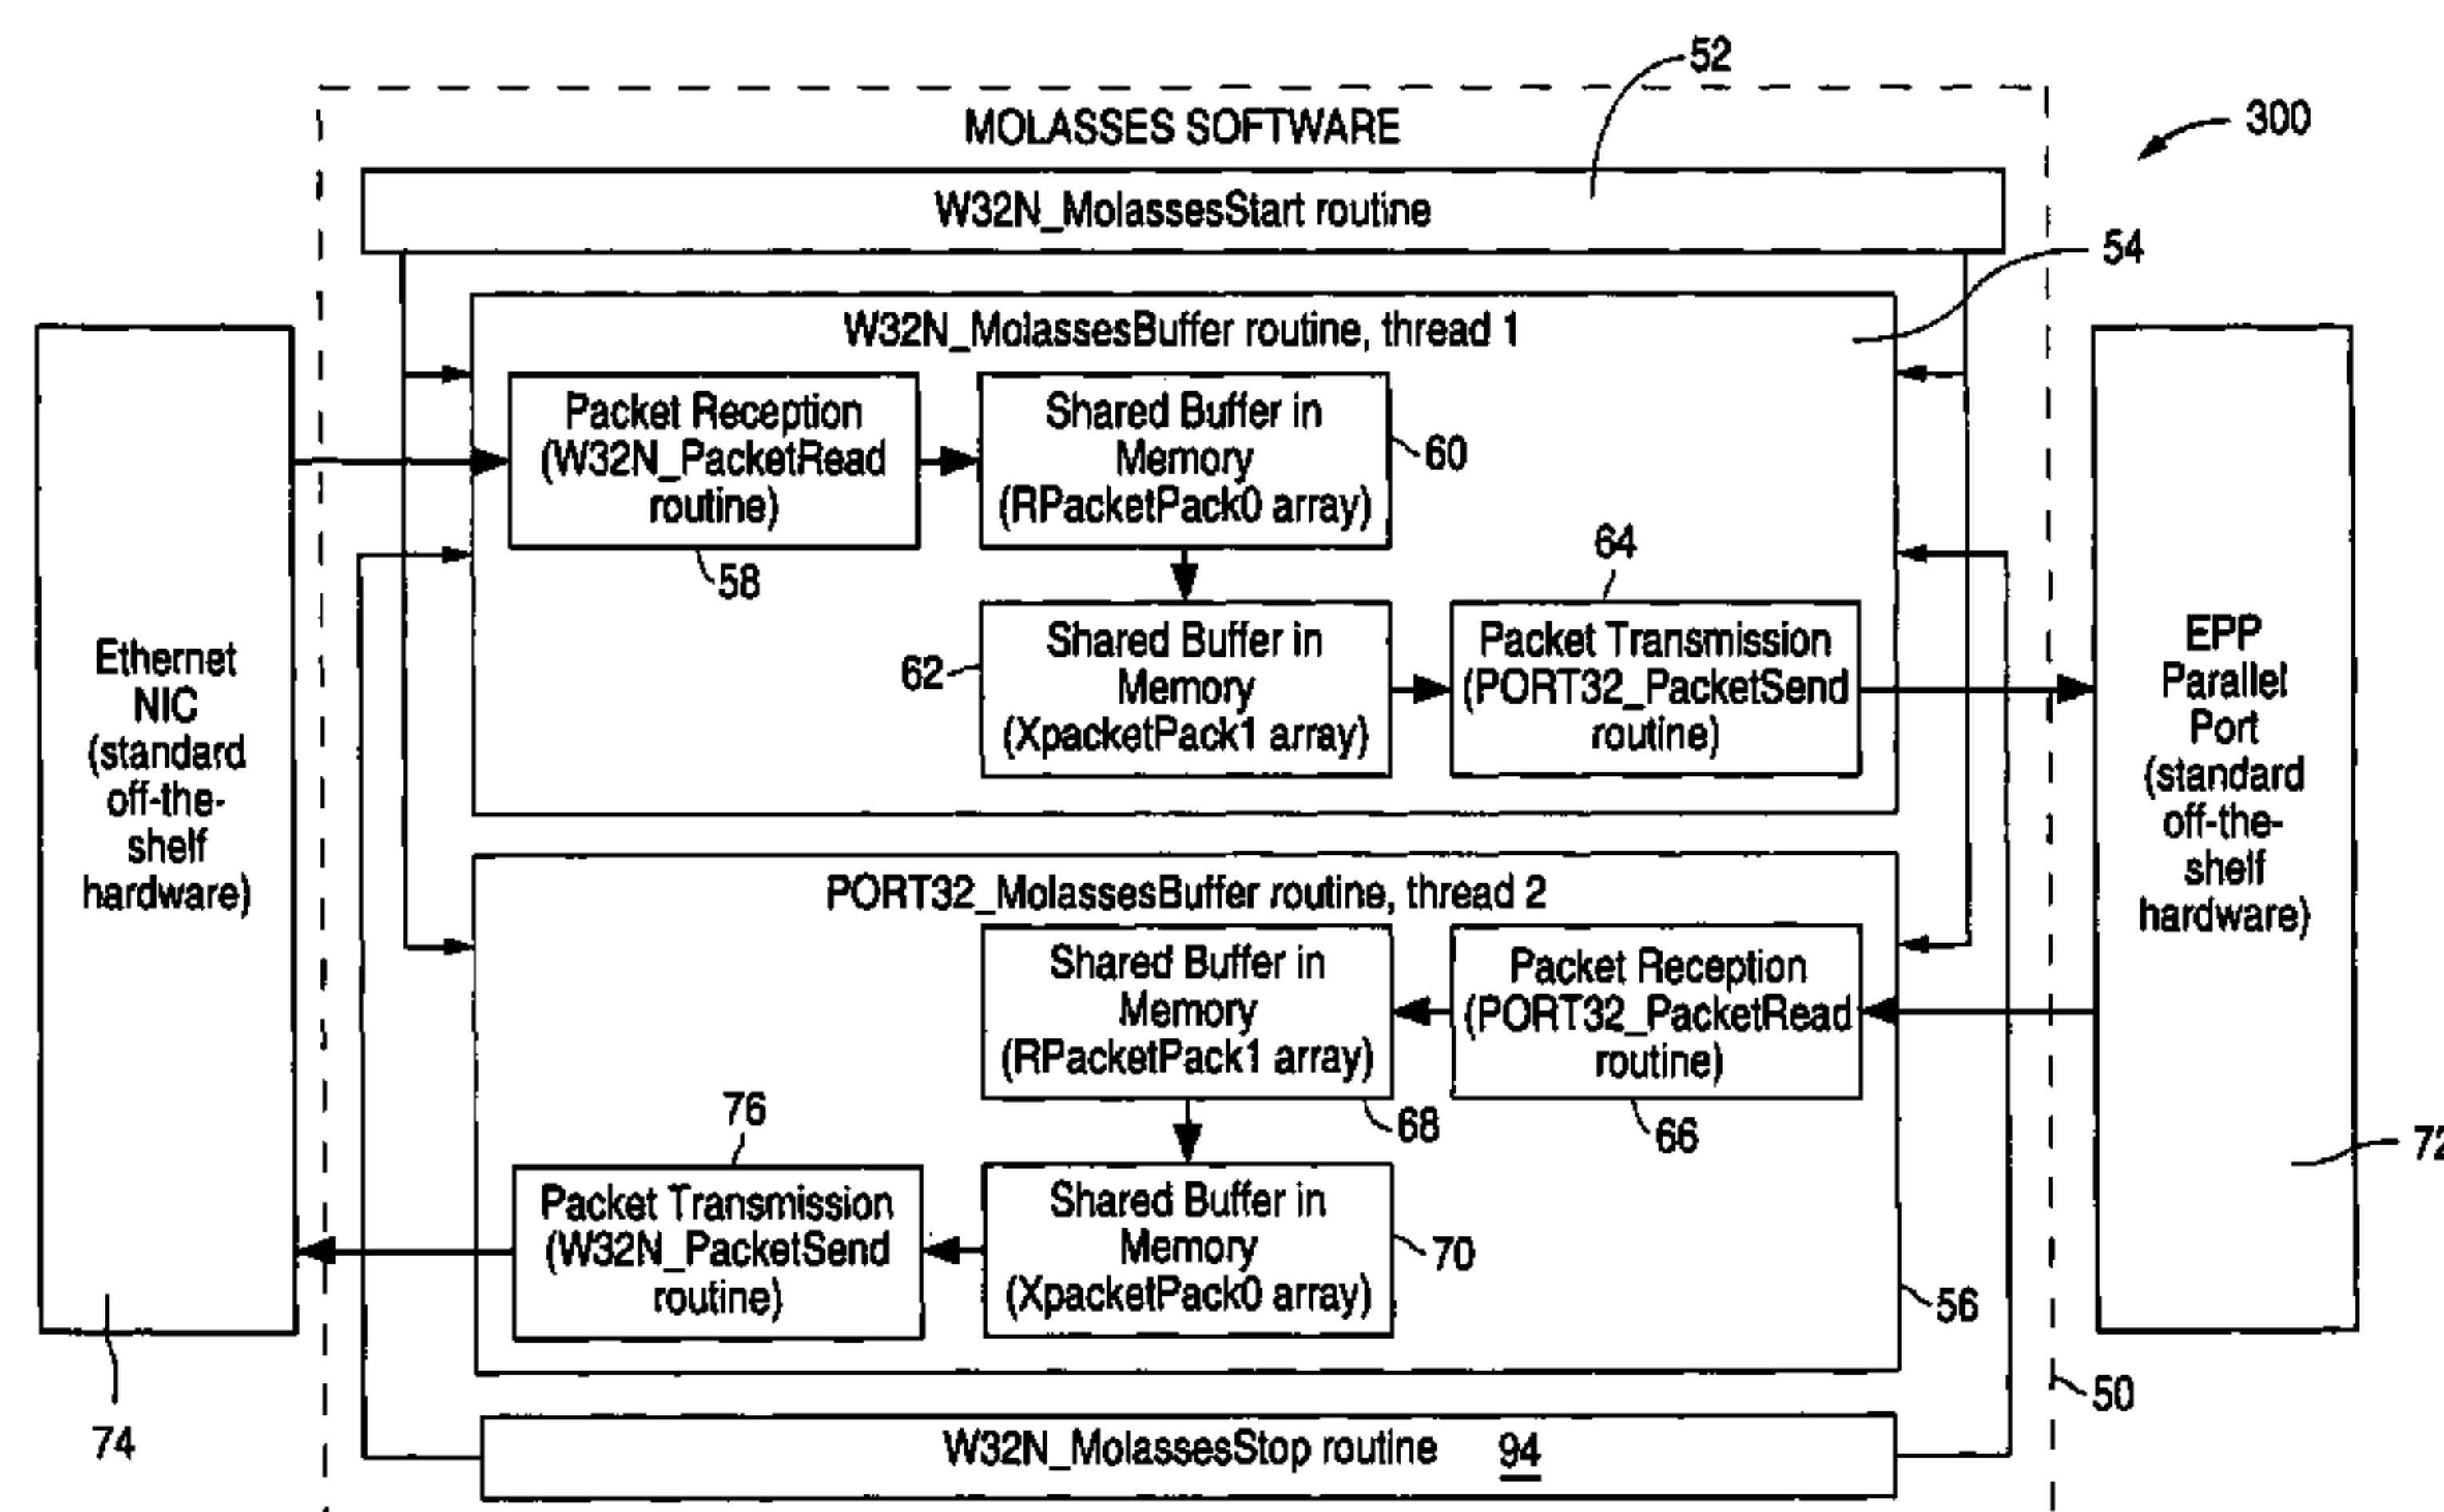 52
MOLASSES SOFTWARE
300
W32N_MolassesStart routine
54
W32N_MolassesBuffer routine, thread 1
Packet Reception
(W32N_PacketRead
routine)
58
Shared Buffer in
Memory
(RPacketPack0 array)
60
64
62
Shared Buffer in
Memory
(XpacketPack1 array)
Packet Transmission
(PORT32_PacketSend
routine)
Ethernet
NIC
(standard
off-the-
shelf
hardware)
EPP
Parallel
Port
(standard
off-the-
shelf
hardware)
PORT32_MolassesBuffer routine, thread 2
Shared Buffer in
Memory
(RPacketPack1 array)
68
Packet Reception
(PORT32_PacketRead
routine)
66
76
72
Packet Transmission
(W32N_PacketSend
routine)
Shared Buffer in
Memory
(XpacketPack0 array)
70
56
50
74
W32N_MolassesStop routine 94